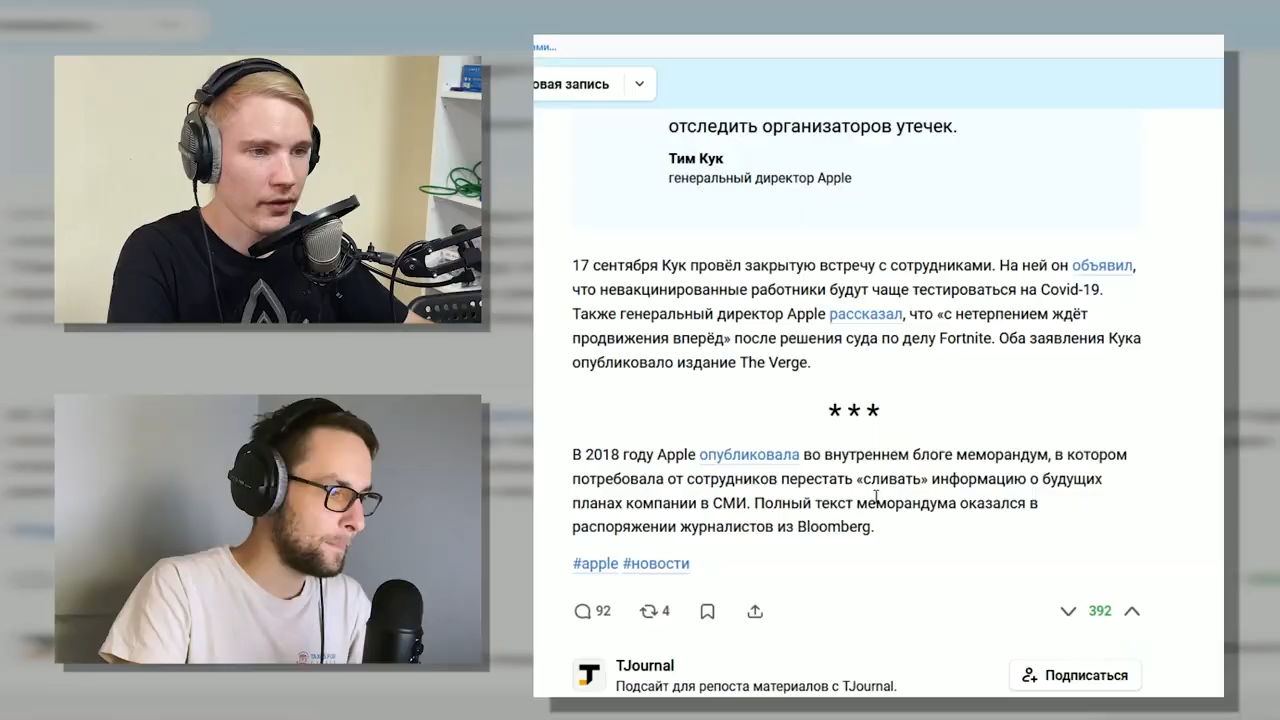 ами...
овая запись
отследить организаторов утечек.
Тим Кук
генеральный директор Apple
17 сентября Кук провёл закрытую встречу с сотрудниками. На ней он объявил,
что невакцинированные работники будут чаще тестироваться на Covid-19.
Также генеральный директор Apple рассказал, что «с нетерпением ждёт
продвижения вперёд» после решения суда по делу Fortnite. Оба заявления Кука
опубликовало издание The Verge.
***
В 2018 году Apple опубликовала во внутреннем блоге меморандум, в котором
потребовала от сотрудников перестать «сливать» информацию о будущих
планах компании в СМИ. Полный текст меморандума оказался в
распоряжении журналистов из Bloomberg.
#apple #новости
92 4 392
TJournal
Подсайт для репоста материалов с TJournal.
Подписаться